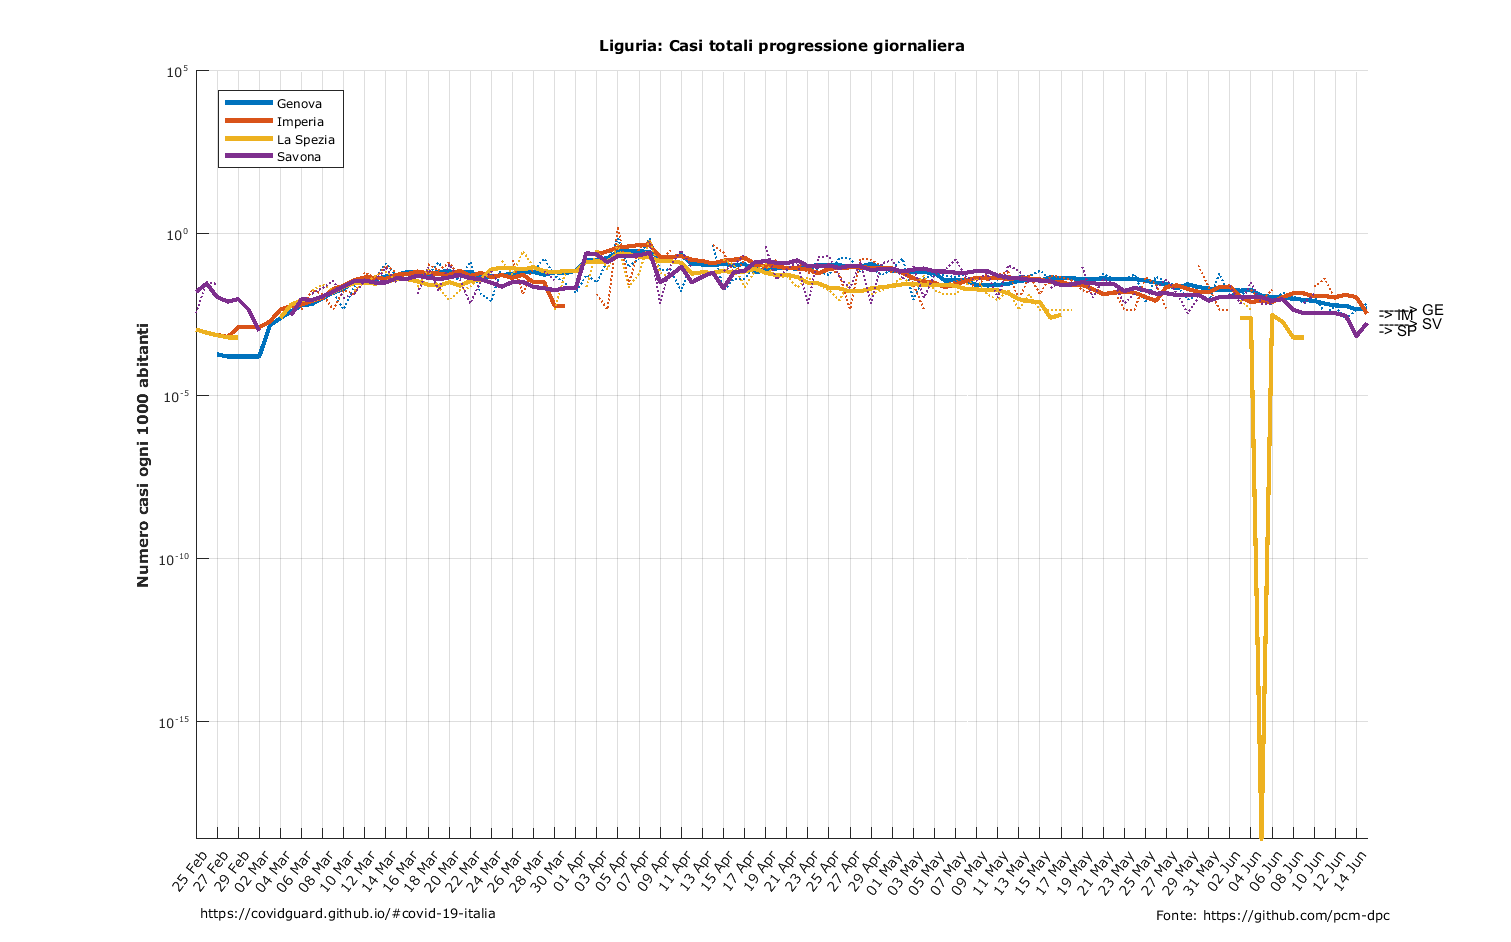 Liguria: Casi totali progressione giornaliera
10^5
Genova
Imperia
La Spezia
Savona
10^0
10^-5
10^-10
10^-15
Numero casi ogni 1000 abitanti
-----> GE
-> IM
-----> SV
-> SP
25 Feb
27 Feb
29 Feb
02 Mar
04 Mar
06 Mar
08 Mar
10 Mar
12 Mar
14 Mar
16 Mar
18 Mar
20 Mar
22 Mar
24 Mar
26 Mar
28 Mar
30 Mar
01 Apr
03 Apr
05 Apr
07 Apr
09 Apr
11 Apr
13 Apr
15 Apr
17 Apr
19 Apr
21 Apr
23 Apr
25 Apr
27 Apr
29 Apr
01 May
03 May
05 May
07 May
09 May
11 May
13 May
15 May
17 May
19 May
21 May
23 May
25 May
27 May
29 May
31 May
02 Jun
04 Jun
06 Jun
08 Jun
10 Jun
12 Jun
14 Jun
https://covidguard.github.io/#covid-19-italia
Fonte: https://github.com/pcm-dpc